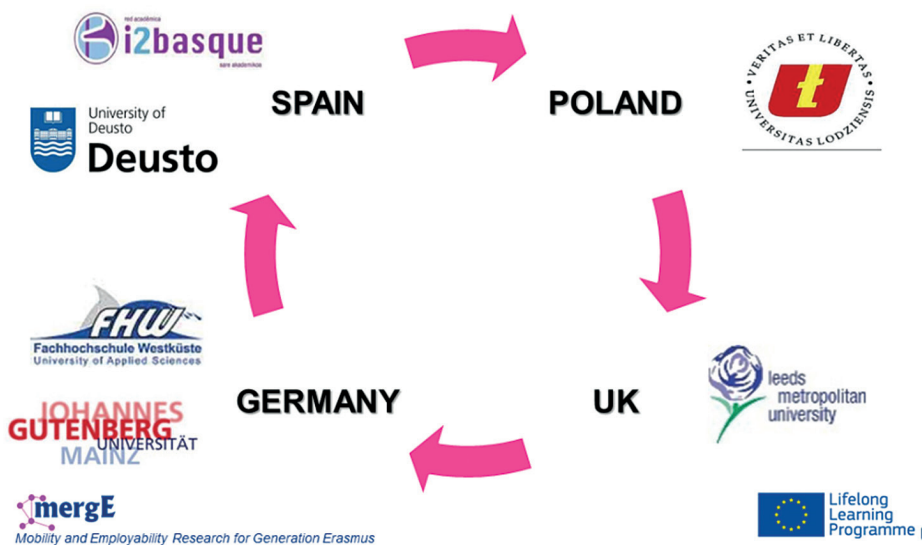 red académica
i2basque
sare akademikoa
SPAIN
POLAND
VERITAS ET LIBERTAS
UNIVERSITAS LODZIENSIS
University of
Deusto
Deusto
FHW
Fachhochschule Westküste
University of Applied Sciences
GERMANY
UK
leeds
metropolitan
university
JOHANNES
GUTENBERG
UNIVERSITÄT
MAINZ
mergE
Mobility and Employability Research for Generation Erasmus
Lifelong
Learning
Programme